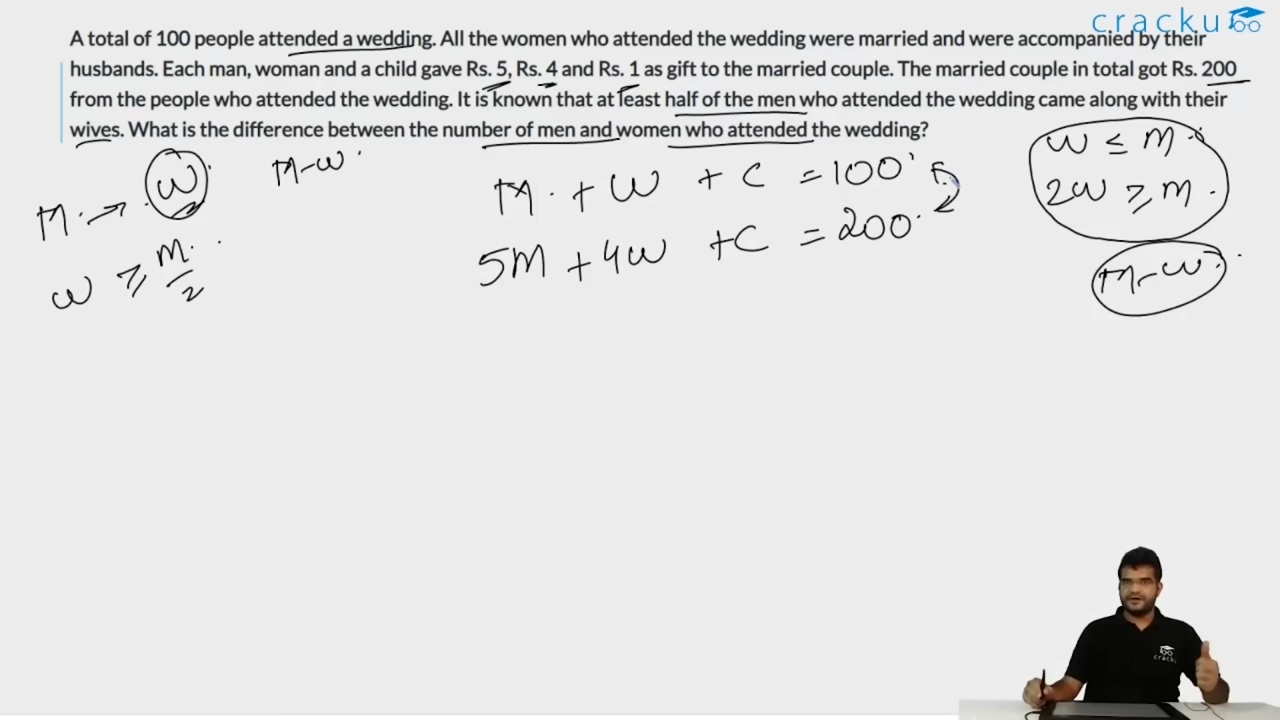 cracku
A total of 100 people attended a wedding. All the women who attended the wedding were married and were accompanied by their
husbands. Each man, woman and a child gave Rs. 5, Rs. 4 and Rs. 1 as gift to the married couple. The married couple in total got Rs. 200
from the people who attended the wedding. It is known that at least half of the men who attended the wedding came along with their
wives. What is the difference between the number of men and women who attended the wedding?
M → W
M-W
W ≥ M/2
M + W + C = 100
5M + 4W + C = 200
W ≤ M
2W ≥ M
M-W
cracku